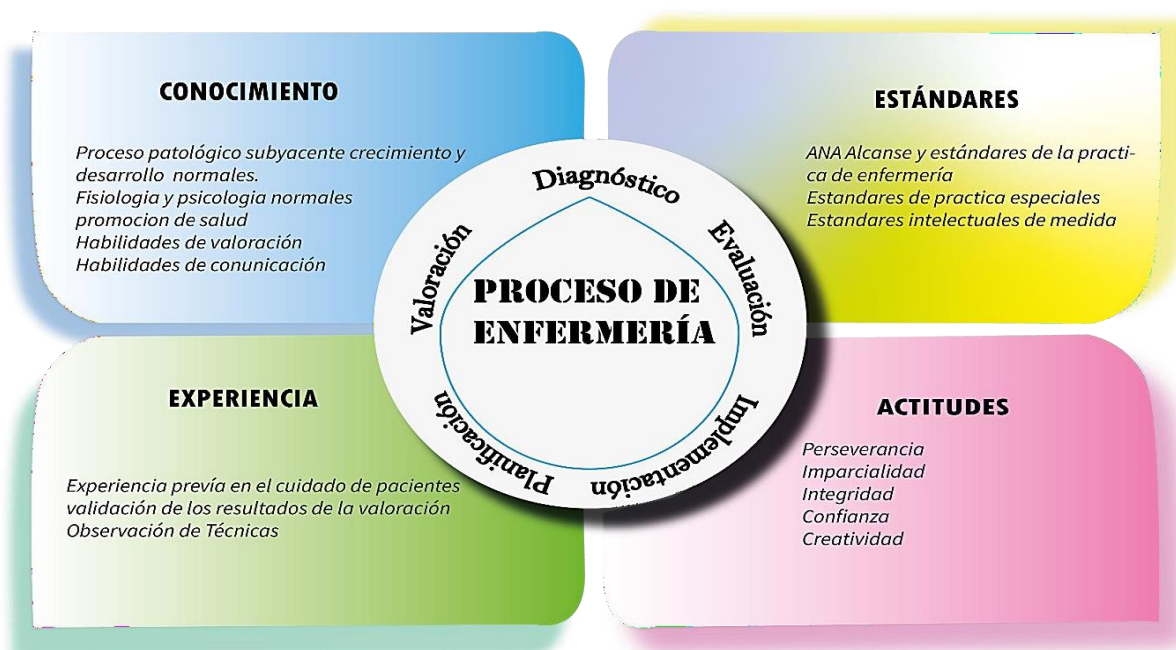 CONOCIMIENTO
Proceso patológico subyacente crecimiento y
desarrollo normales.
Fisiologia y psicologia normales
promocion de salud
Habilidades de valoración
Habilidades de conunicación
ESTÁNDARES
ANA Alcanse y estándares de la practi-
ca de enfermería
Estandares de practica especiales
Estandares intelectuales de medida
Diagnóstico
Evaluación
Implementación
Planificación
Valoración
PROCESO DE
ENFERMERÍA
EXPERIENCIA
Experiencia previa en el cuidado de pacientes
validación de los resultados de la valoración
Observación de Técnicas
ACTITUDES
Perseverancia
Imparcialidad
Integridad
Confianza
Creatividad